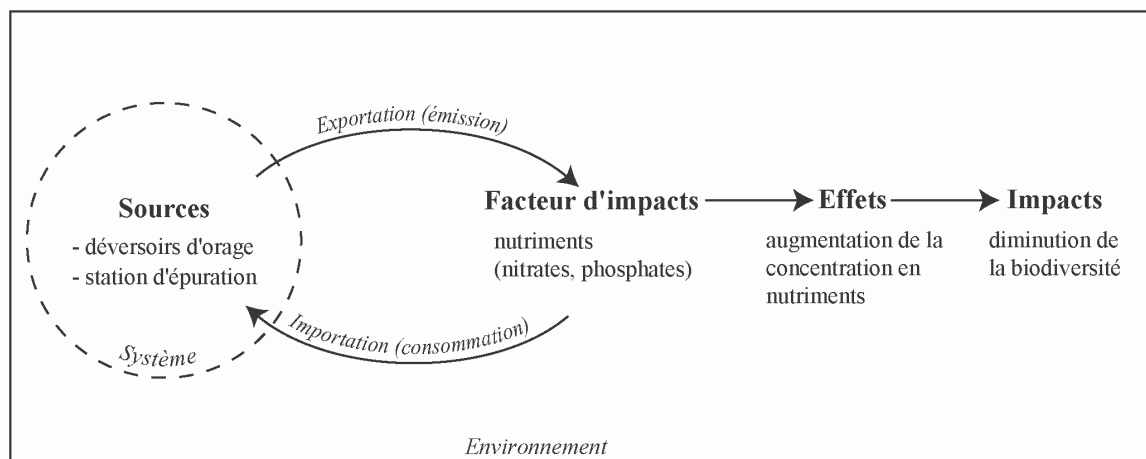 Exportation (émission)
Sources
- déversoirs d'orage
- station d'épuration
Système
Importation (consommation)
Facteur d'impacts
nutriments
(nitrates, phosphates)
Effets
augmentation de la
concentration en
nutriments
Impacts
diminution de
la biodiversité
Environnement